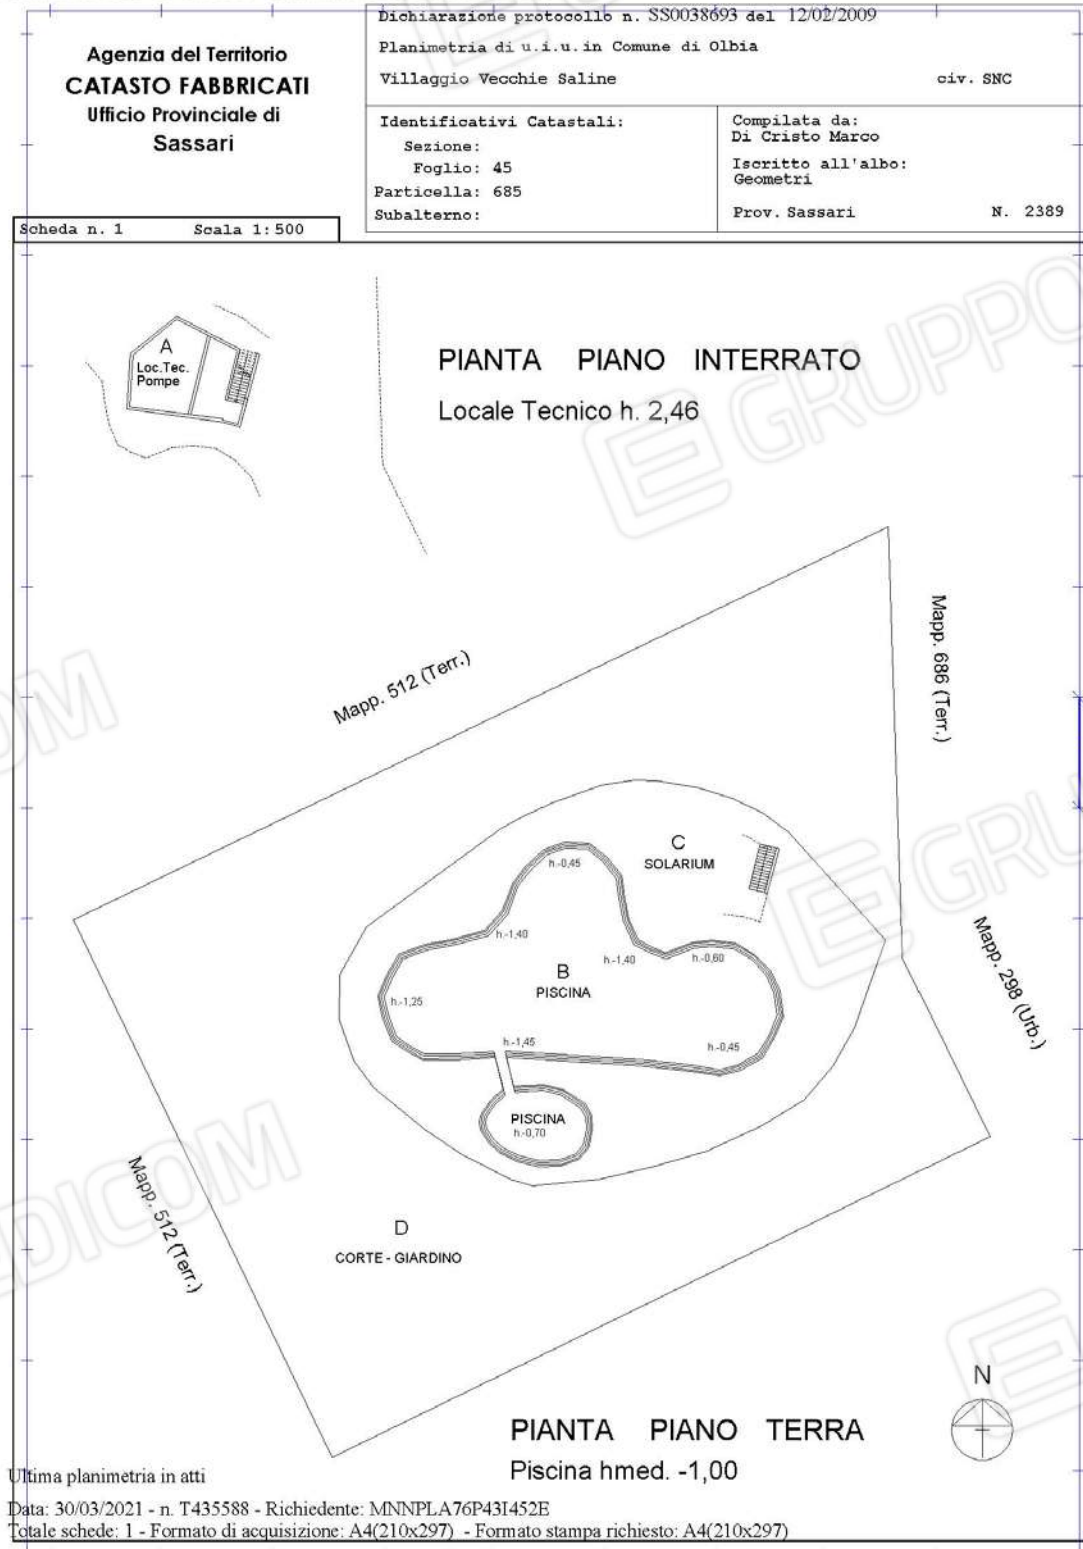 Agenzia del Territorio
CATASTO FABBRICATI
Ufficio Provinciale di
Sassari
Dichiarazione protocollo n. SS0038693 del 12/02/2009
Planimetria di u.i.u. in Comune di Olbia
Villaggio Vecchie Saline civ. SNC
Identificativi Catastali:
Sezione:
Foglio: 45
Particella: 685
Subalterno:
Compilata da:
Di Cristo Marco
Iscritto all'albo:
Geometri
Prov. Sassari N. 2389
Scheda n. 1 Scala 1:500
A
Loc.Tec.
Pompe
PIANTA PIANO INTERRATO
Locale Tecnico h. 2,46
GRUPPO
Mapp. 512 (Terr.)
Mapp. 686 (Terr.)
C
SOLARIUM
h.-0,45
h.-1,40
h.-1,40
h.-0,60
B
PISCINA
h.-1,25
h.-1,45
h.-0,45
PISCINA
h.-0,70
Mapp. 298 (Urb.)
Mapp. 512 (Terr.)
D
CORTE - GIARDINO
N
PIANTA PIANO TERRA
Piscina hmed. -1,00
Ultima planimetria in atti
Data: 30/03/2021 - n. T435588 - Richiedente: MNNPLA76P43I452E
Totale schede: 1 - Formato di acquisizione: A4(210x297) - Formato stampa richiesto: A4(210x297)